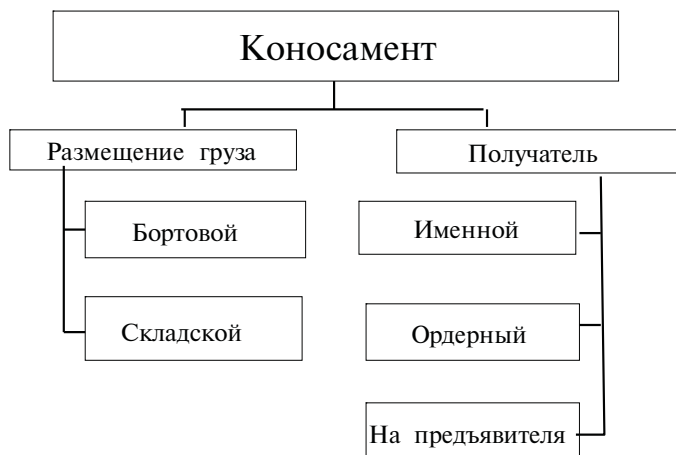 Коносамент
Размещение груза
Получатель
Бортовой
Именной
Складской
Ордерный
На предъявителя